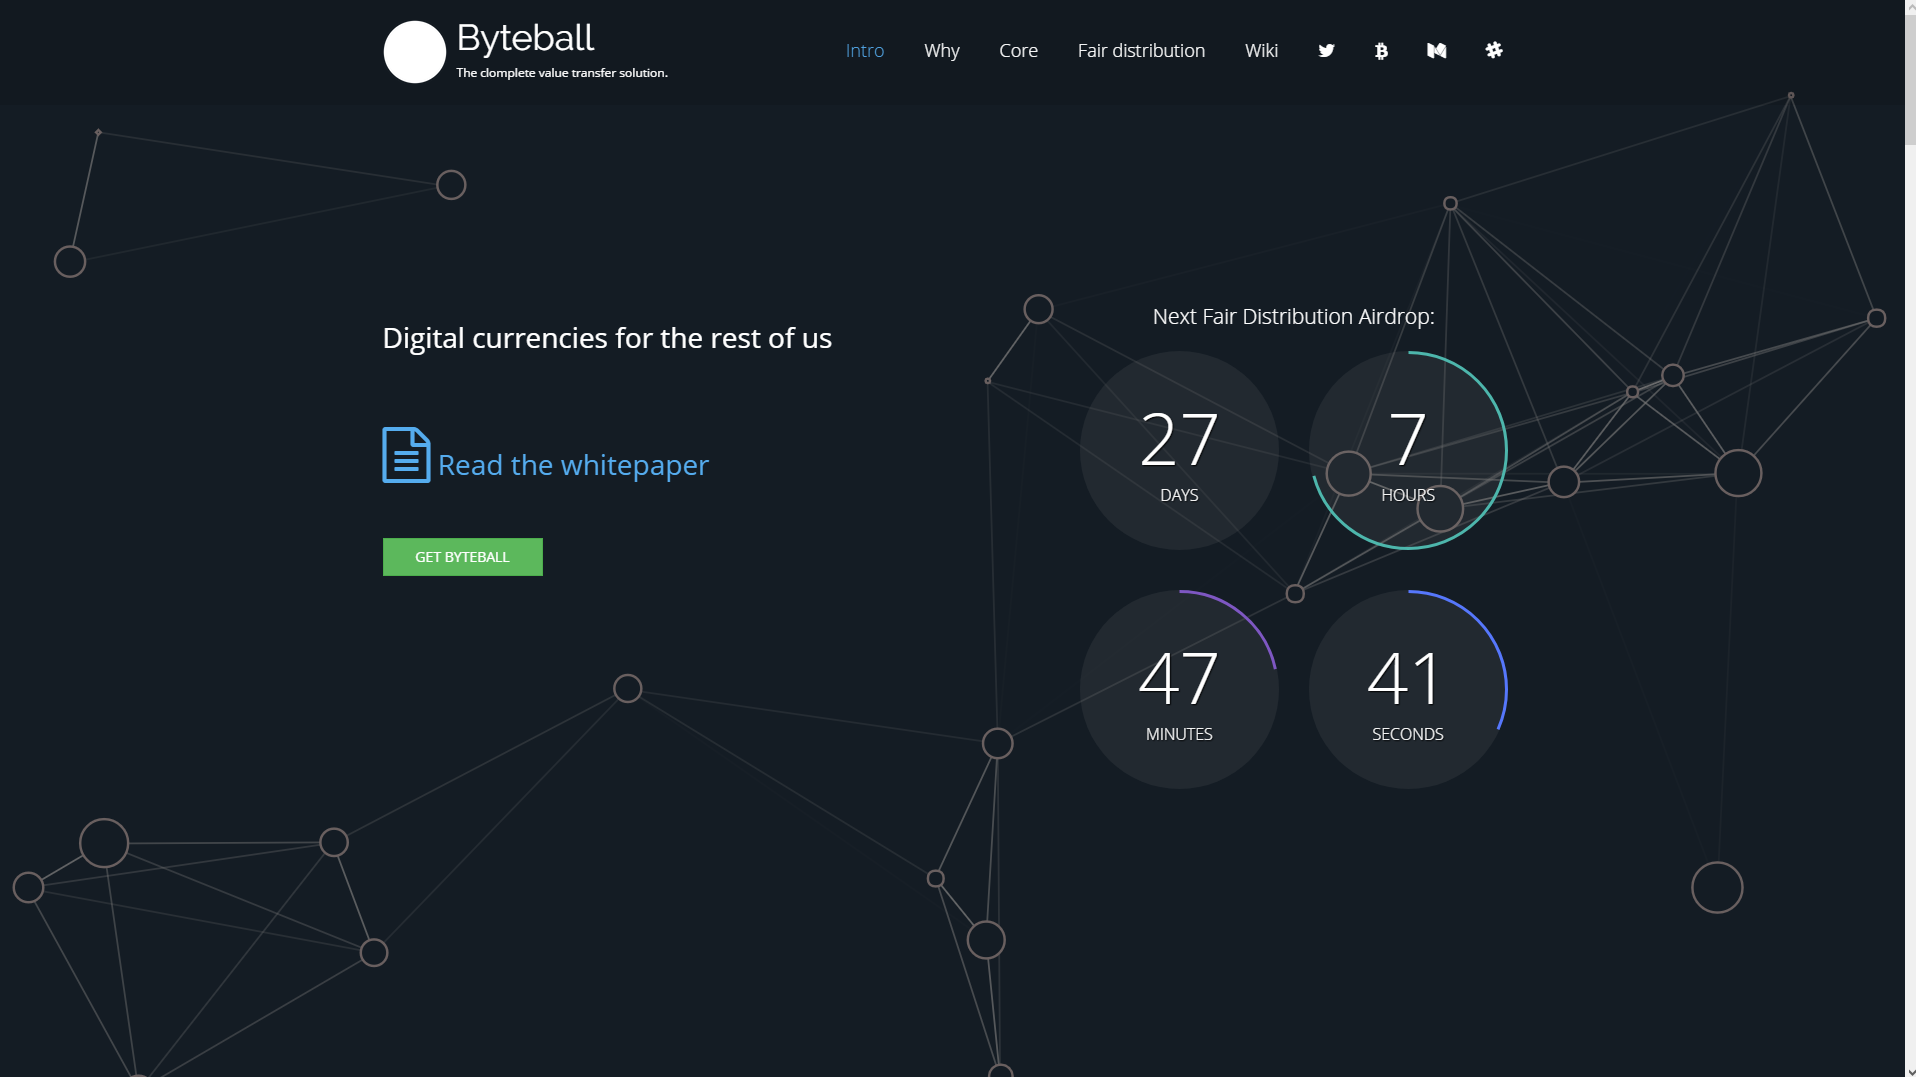 Byteball
The clomplete value transfer solution.
Intro Why Core Fair distribution Wiki
Digital currencies for the rest of us
Read the whitepaper
GET BYTEBALL
Next Fair Distribution Airdrop:
27
DAYS
7
HOURS
47
MINUTES
41
SECONDS